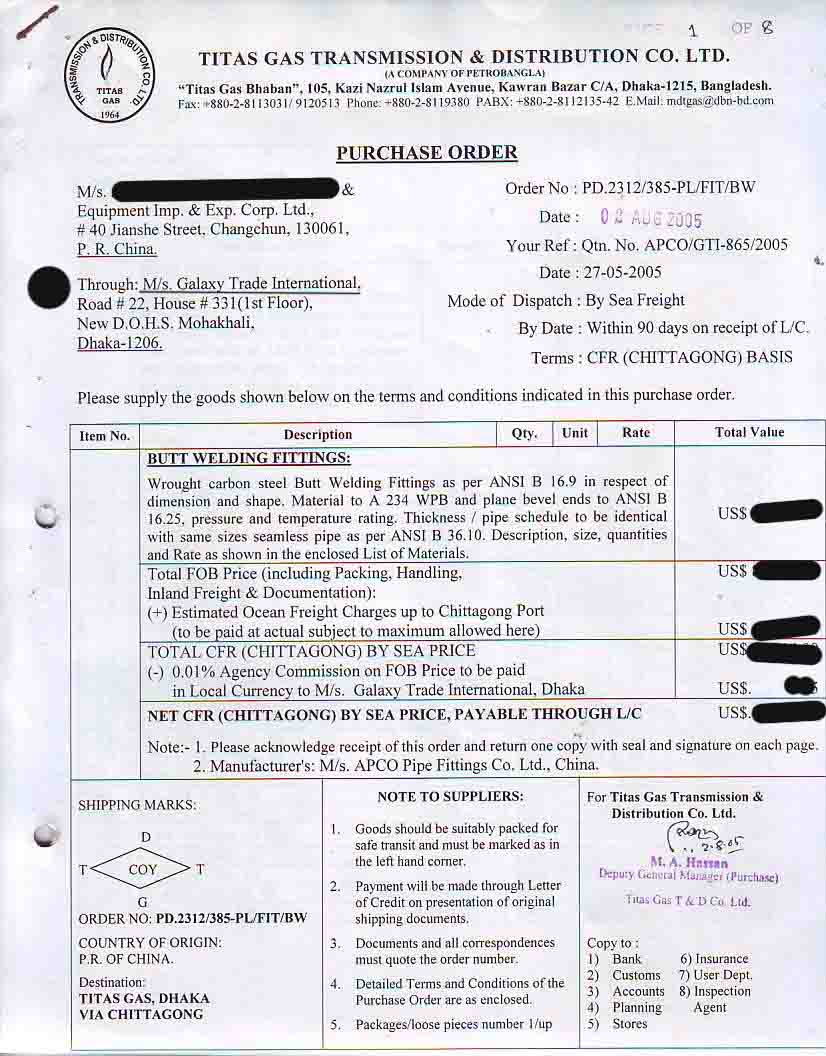 1 OF 8
TRANSMISSION & DISTRIBUTION CO. LTD
TITAS
GAS
1964
TITAS GAS TRANSMISSION & DISTRIBUTION CO. LTD.
(A COMPANY OF PETROBANGLA)
“Titas Gas Bhaban”, 105, Kazi Nazrul Islam Avenue, Kawran Bazar C/A, Dhaka-1215, Bangladesh.
Fax: +880-2-8113031/ 9120513 Phone: +880-2-8119380 PABX: +880-2-8112135-42 E.Mail: mdtgas@dbn-bd.com
PURCHASE ORDER
M/s. &
Equipment Imp. & Exp. Corp. Ltd.,
# 40 Jianshe Street, Changchun, 130061,
P. R. China.
Through: M/s. Galaxy Trade International,
Road # 22, House # 331(1st Floor),
New D.O.H.S. Mohakhali,
Dhaka-1206.
Order No : PD.2312/385-PL/FIT/BW
Date : 02 AUG 2005
Your Ref : Qtn. No. APCO/GTI-865/2005
Date : 27-05-2005
Mode of Dispatch : By Sea Freight
By Date : Within 90 days on receipt of L/C.
Terms : CFR (CHITTAGONG) BASIS
Please supply the goods shown below on the terms and conditions indicated in this purchase order.
Item No. Description Qty. Unit Rate Total Value
BUTT WELDING FITTINGS:
Wrought carbon steel Butt Welding Fittings as per ANSI B 16.9 in respect of
dimension and shape. Material to A 234 WPB and plane bevel ends to ANSI B
16.25, pressure and temperature rating. Thickness / pipe schedule to be identical
with same sizes seamless pipe as per ANSI B 36.10. Description, size, quantities
and Rate as shown in the enclosed List of Materials.
US$
Total FOB Price (including Packing, Handling, US$
Inland Freight & Documentation):
(+) Estimated Ocean Freight Charges up to Chittagong Port
(to be paid at actual subject to maximum allowed here) US$
TOTAL CFR (CHITTAGONG) BY SEA PRICE US$
(-) 0.01% Agency Commission on FOB Price to be paid
in Local Currency to M/s. Galaxy Trade International, Dhaka US$.
NET CFR (CHITTAGONG) BY SEA PRICE, PAYABLE THROUGH L/C US$.
Note:- 1. Please acknowledge receipt of this order and return one copy with seal and signature on each page.
2. Manufacturer's: M/s. APCO Pipe Fittings Co. Ltd., China.
SHIPPING MARKS:
D
T COY T
G
ORDER NO: PD.2312/385-PL/FIT/BW
COUNTRY OF ORIGIN:
P.R. OF CHINA.
Destination:
TITAS GAS, DHAKA
VIA CHITTAGONG
NOTE TO SUPPLIERS:
1. Goods should be suitably packed for
safe transit and must be marked as in
the left hand corner.
2. Payment will be made through Letter
of Credit on presentation of original
shipping documents.
3. Documents and all correspondences
must quote the order number.
4. Detailed Terms and Conditions of the
Purchase Order are as enclosed.
5. Packages/loose pieces number 1/up
For Titas Gas Transmission &
Distribution Co. Ltd.
2.8.05
M. A. Hassan
Deputy General Manager (Purchase)
Titas Gas T & D Co. Ltd.
Copy to :
1) Bank 6) Insurance
2) Customs 7) User Dept.
3) Accounts 8) Inspection
4) Planning Agent
5) Stores